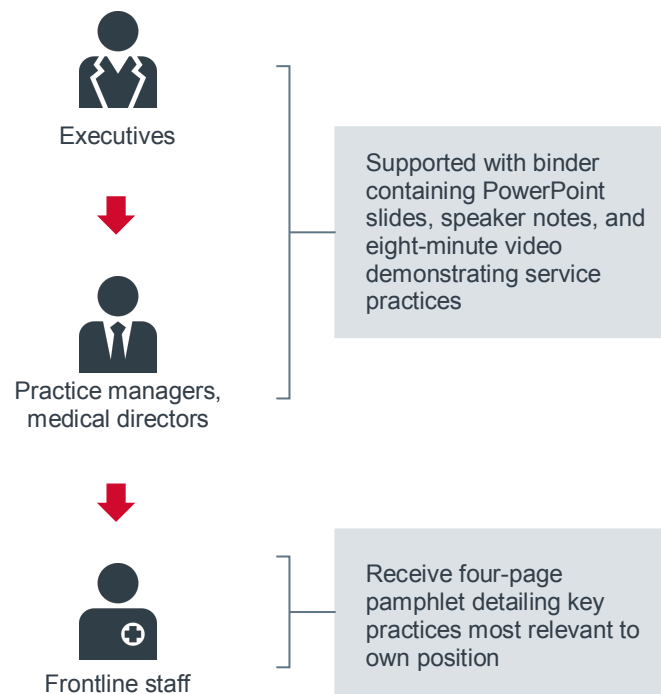 Executives
Supported with binder
containing PowerPoint
slides, speaker notes, and
eight-minute video
demonstrating service
practices
Practice managers,
medical directors
Receive four-page
pamphlet detailing key
practices most relevant to
own position
Frontline staff